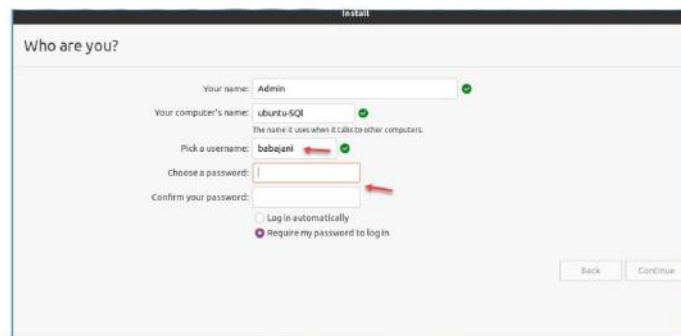 Install
Who are you?
Your name: Admin
Your computer's name: ubuntu-SQl
The name it uses when it talks to other computers.
Pick a username: babajani
Choose a password:
Confirm your password:
Log in automatically
Require my password to log in
Back Continue